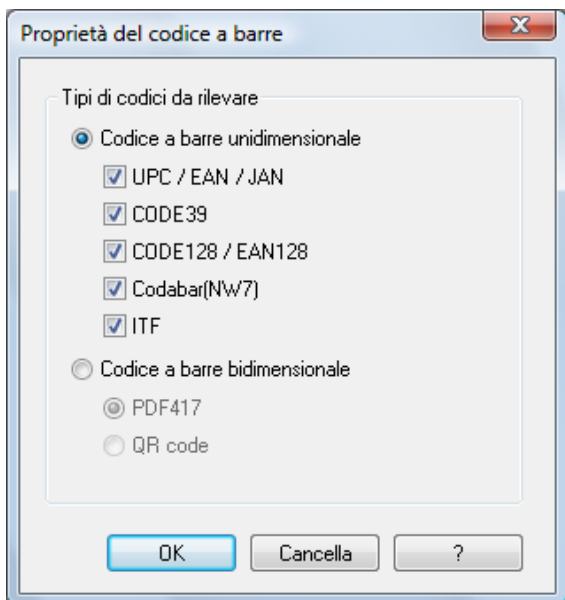 Proprietà del codice a barre
Tipi di codici da rilevare
Codice a barre unidimensionale
UPC / EAN / JAN
CODE39
CODE128 / EAN128
Codabar(NW7)
ITF
Codice a barre bidimensionale
PDF417
QR code
OK Cancella ?